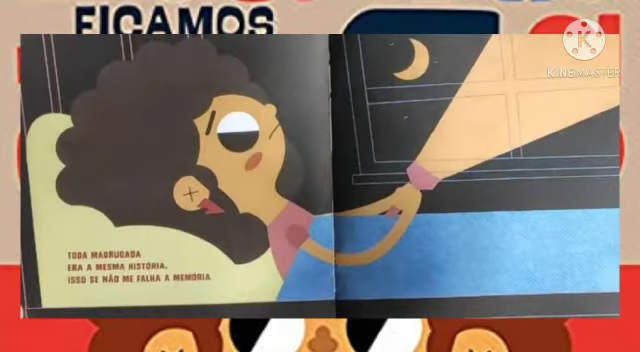 FICAMOS
KINEMASTER
TODA MADRUGADA
ERA A MESMA HISTÓRIA,
ISSO SE NÃO ME FALHA A MEMÓRIA.